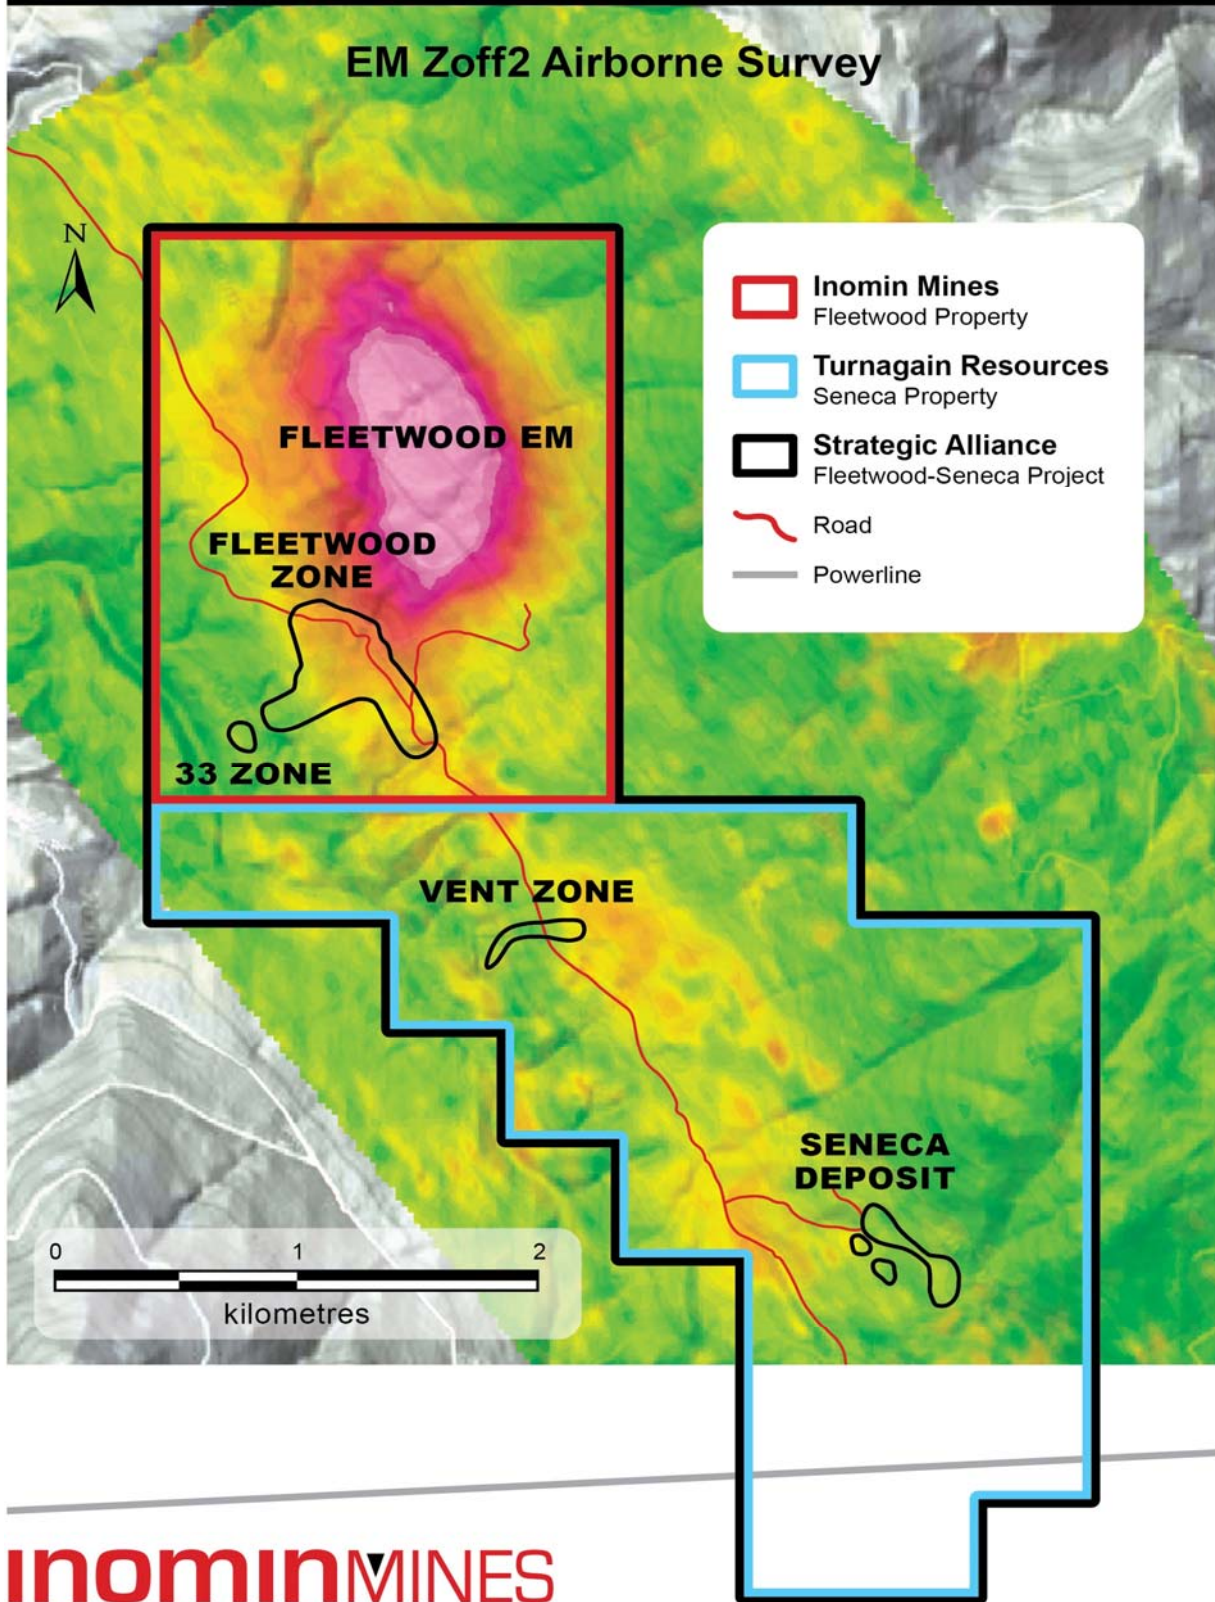 EM Zoff2 Airborne Survey
N
Inomin Mines
Fleetwood Property
Turnagain Resources
Seneca Property
Strategic Alliance
Fleetwood-Seneca Project
Road
Powerline
FLEETWOOD EM
FLEETWOOD
ZONE
33 ZONE
VENT ZONE
SENECA
DEPOSIT
0 1 2
kilometres
inominMINES